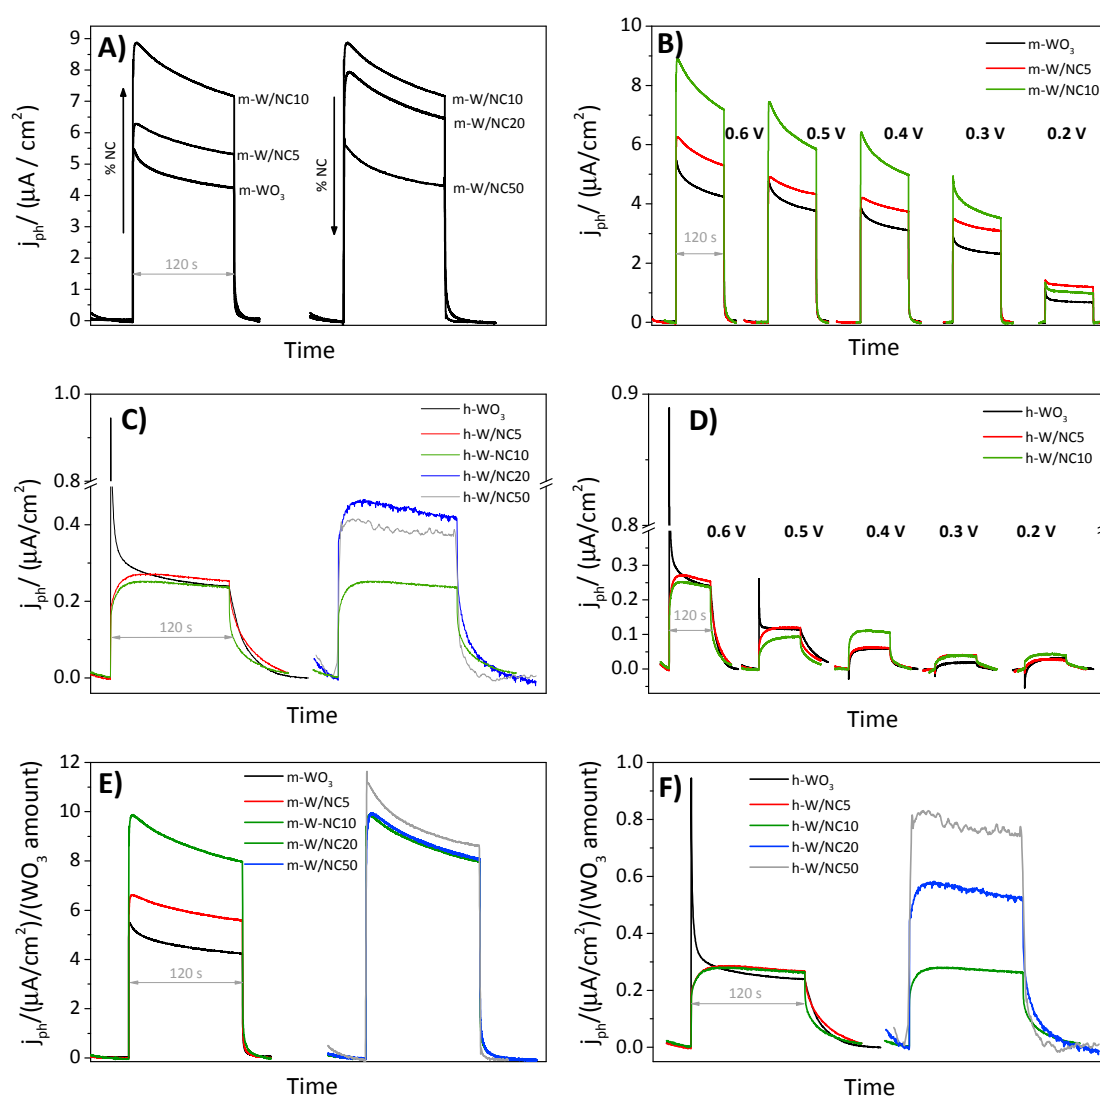 A)
9
8
7
6
5
4
3
2
1
0
j_ph/ (µA / cm²)
% NC
% NC
m-W/NC10
m-W/NC5
m-WO₃
m-W/NC10
m-W/NC20
m-W/NC50
120 s
Time
B)
10
8
6
4
2
0
j_ph/ (µA/cm²)
m-WO₃
m-W/NC5
m-W/NC10
0.6 V 0.5 V 0.4 V 0.3 V 0.2 V
120 s
Time
C)
1.0
0.8
0.4
0.2
0.0
j_ph/ (µA/cm²)
h-WO₃
h-W/NC5
h-W-NC10
h-W/NC20
h-W/NC50
120 s
Time
D)
0.9
0.8
0.3
0.2
0.1
0.0
j_ph/ (µA/cm²)
h-WO₃
h-W/NC5
h-W/NC10
0.6 V 0.5 V 0.4 V 0.3 V 0.2 V
120 s
Time
E)
12
10
8
6
4
2
0
j_ph/(µA/cm²)/(WO₃ amount)
m-WO₃
m-W/NC5
m-W-NC10
m-W/NC20
m-W/NC50
120 s
Time
F)
1.0
0.8
0.6
0.4
0.2
0.0
j_ph/(µA/cm²)/(WO₃ amount)
h-WO₃
h-W/NC5
h-W/NC10
h-W/NC20
h-W/NC50
120 s
Time